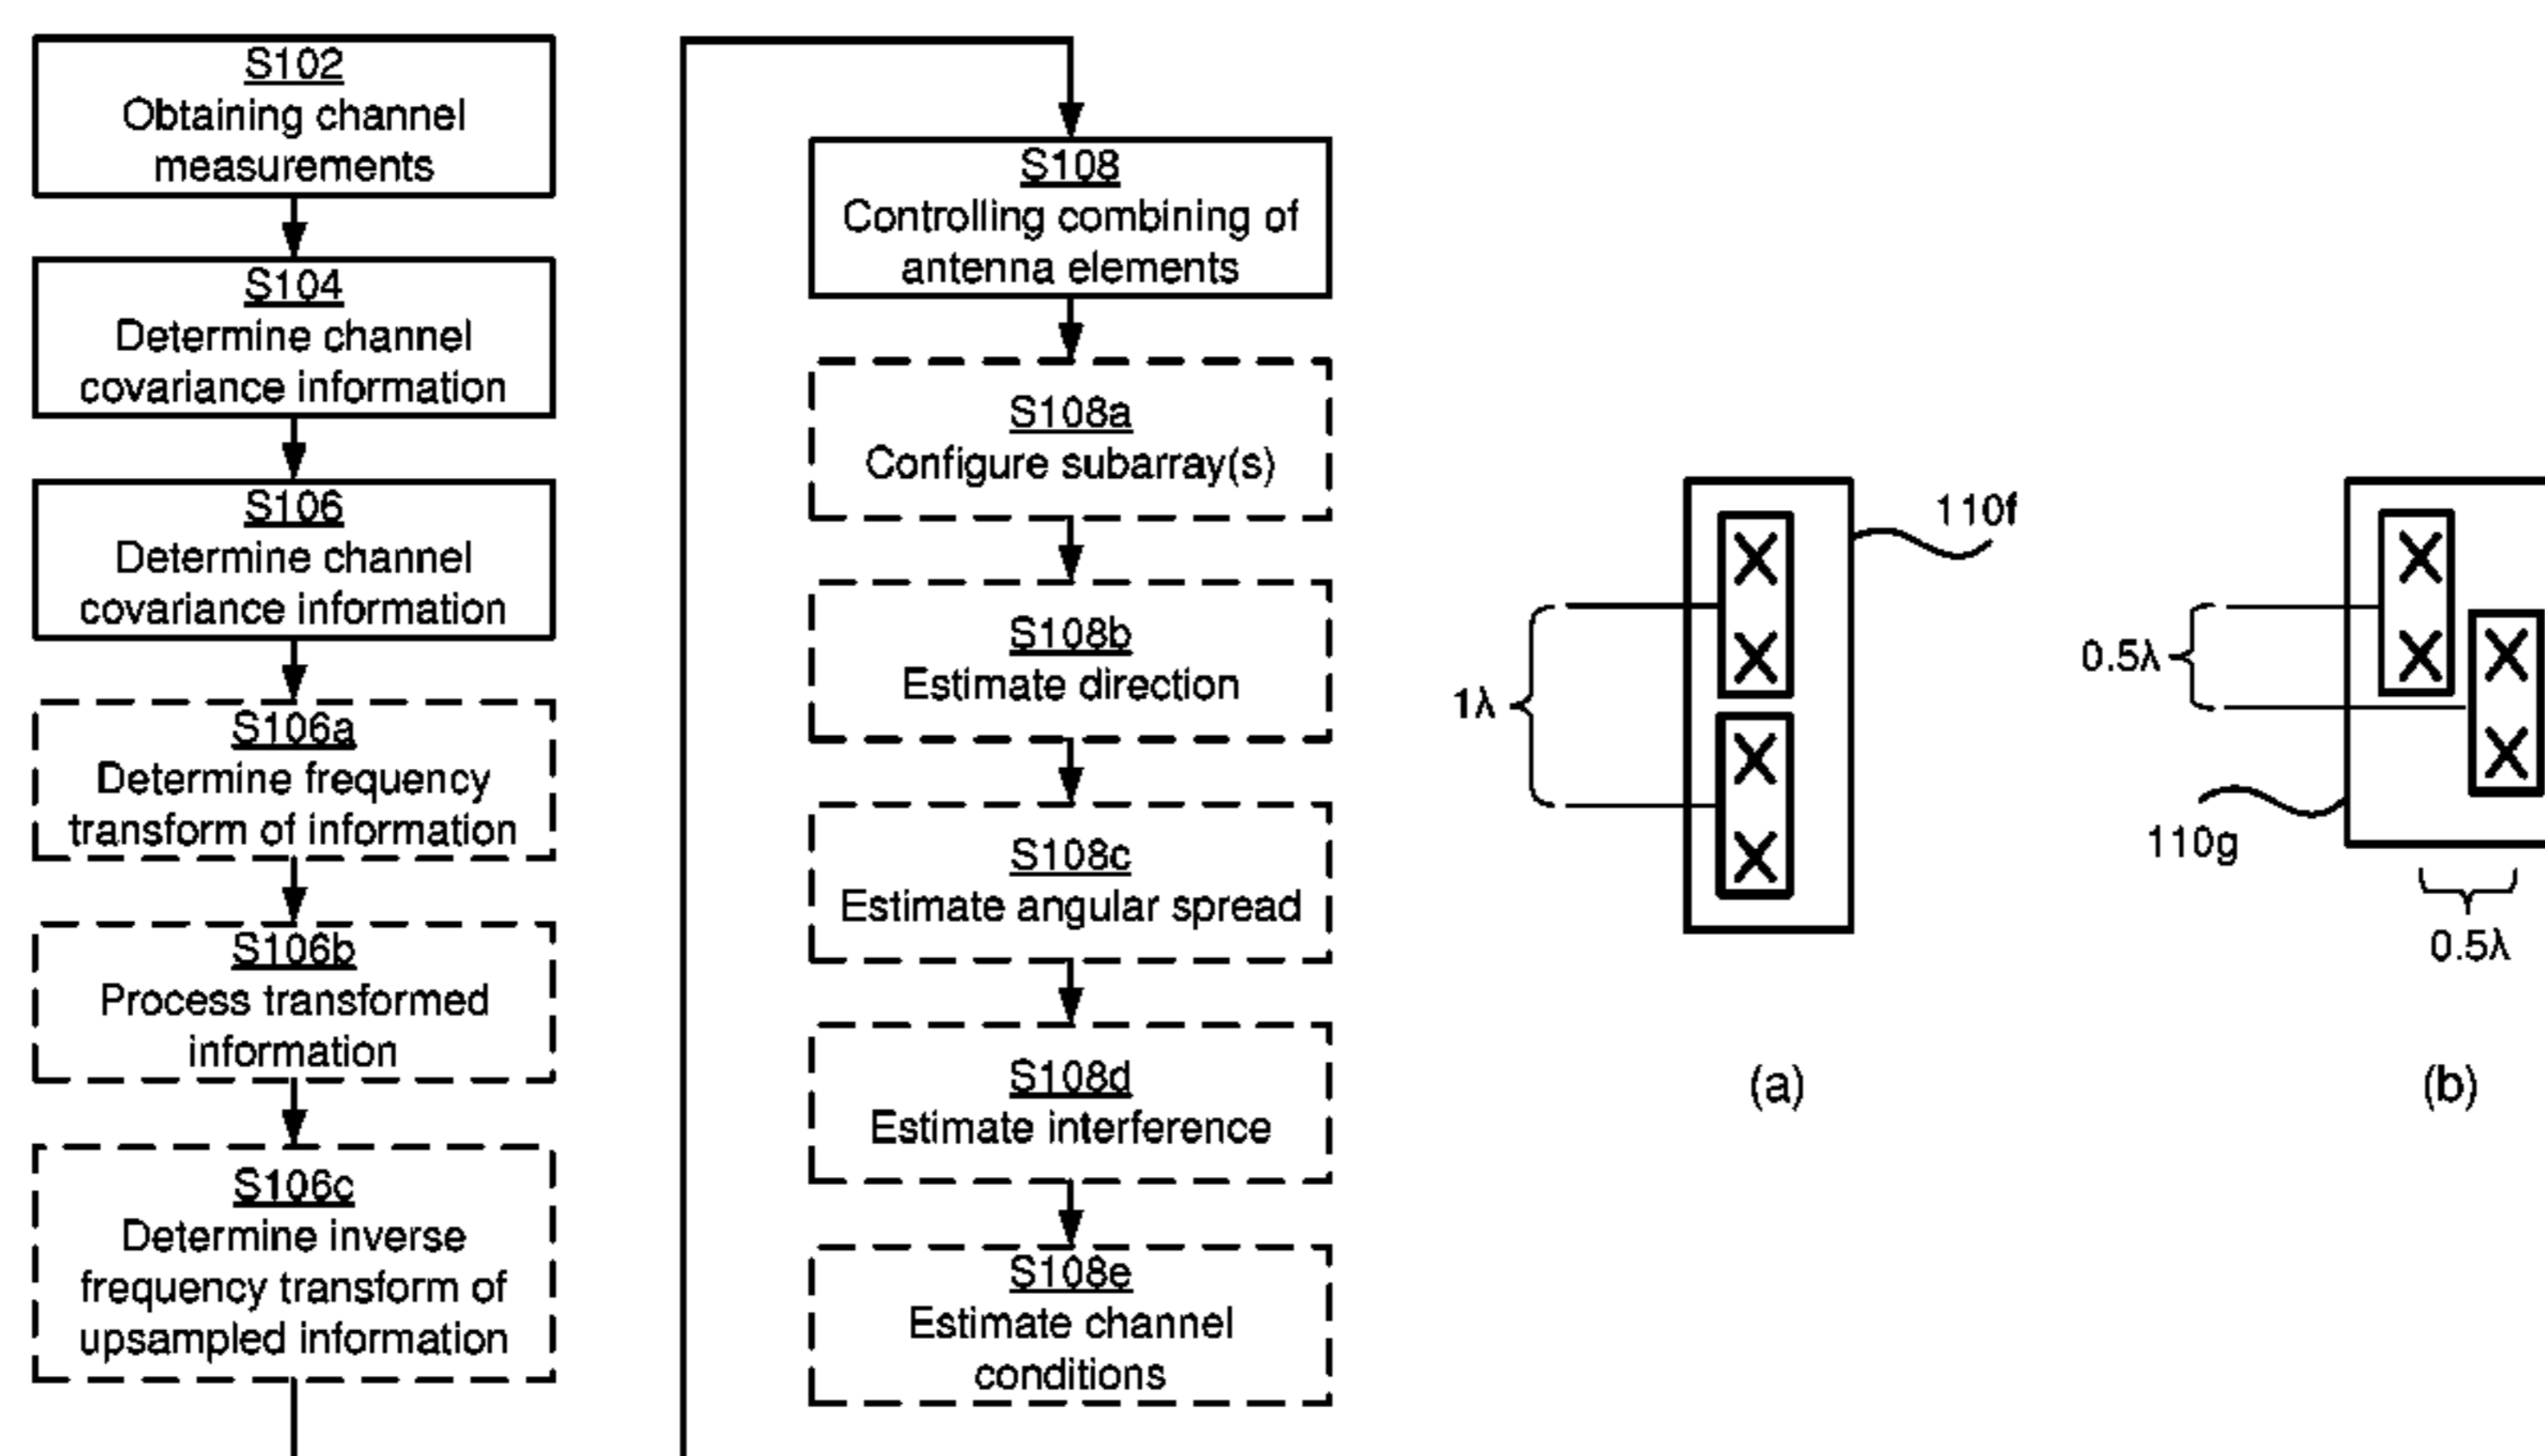 S102
Obtaining channel
measurements
S104
Determine channel
covariance information
S106
Determine channel
covariance information
S106a
Determine frequency
transform of information
S106b
Process transformed
information
S106c
Determine inverse
frequency transform of
upsampled information
S108
Controlling combining of
antenna elements
S108a
Configure subarray(s)
S108b
Estimate direction
S108c
Estimate angular spread
S108d
Estimate interference
S108e
Estimate channel
conditions
110f
1λ
(a)
0.5λ
110g
0.5λ
(b)